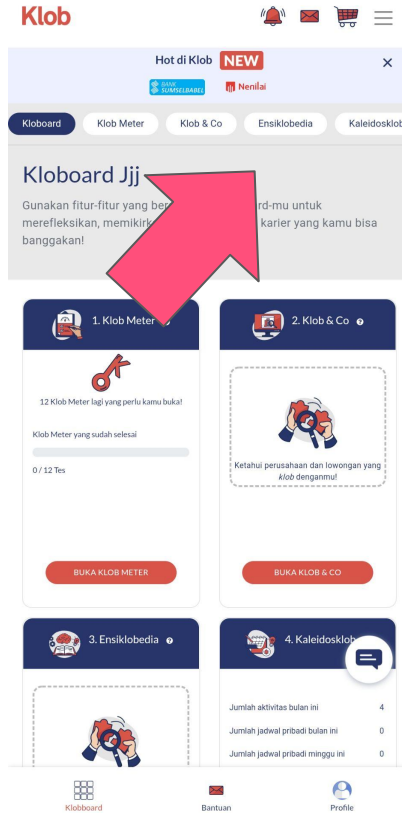 Klob
Hot di Klob NEW
BANK SUMSELBABEL Nenilai
Kloboard Klob Meter Klob & Co Ensiklobedia Kaleidosklob
Kloboard Jjj
Gunakan fitur-fitur yang ber rd-mu untuk
merefleksikan, memikirk karier yang kamu bisa
banggakan!
1. Klob Meter
12 Klob Meter lagi yang perlu kamu buka!
Klob Meter yang sudah selesai
0 / 12 Tes
BUKA KLOB METER
2. Klob & Co ?
Ketahui perusahaan dan lowongan yang
klob denganmu!
BUKA KLOB & CO
3. Ensiklobedia ?
4. Kaleidosklob
Jumlah aktivitas bulan ini 4
Jumlah jadwal pribadi bulan ini 0
Jumlah jadwal pribadi minggu ini 0
Klobboard Bantuan Profile